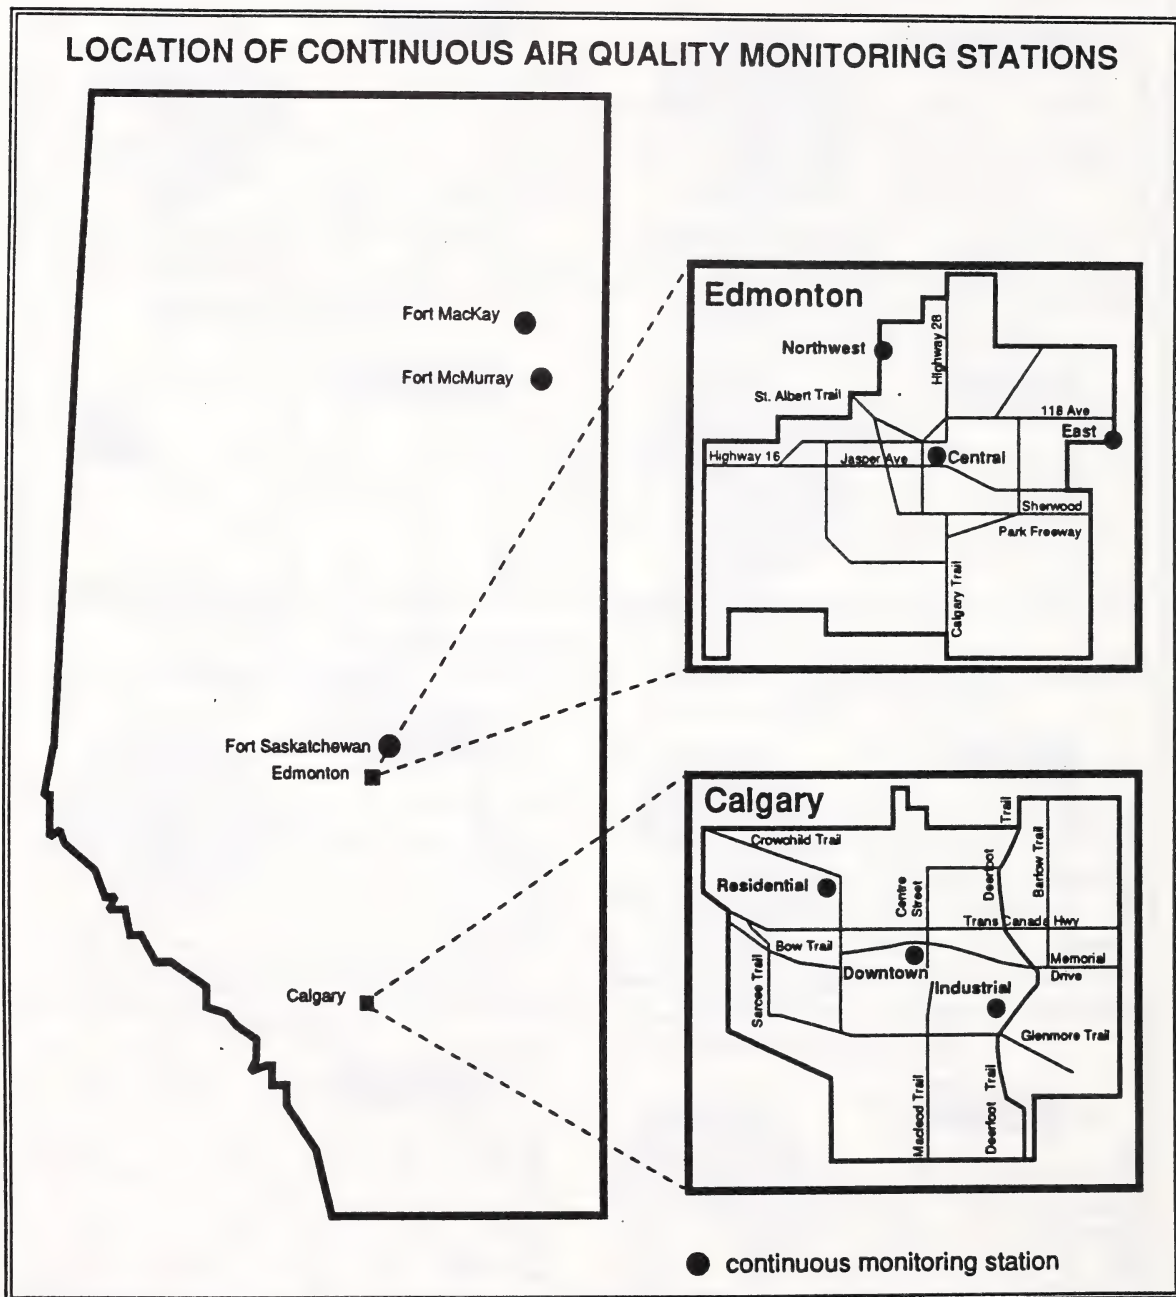 LOCATION OF CONTINUOUS AIR QUALITY MONITORING STATIONS
Fort MacKay
Fort McMurray
Fort Saskatchewan
Edmonton
Calgary
Edmonton
Northwest
Highway 28
St. Albert Trail
118 Ave
East
Highway 16
Jasper Ave
Central
Sherwood
Park Freeway
Calgary Trail
Calgary
Crowchild Trail
Residential
Centre
Street
Deerfoot
Trail
Barlow Trail
Trans Canada Hwy
Bow Trail
Memorial
Drive
Downtown
Sarcee Trail
Industrial
Glenmore Trail
Macleod Trail
Deerfoot Trail
continuous monitoring station